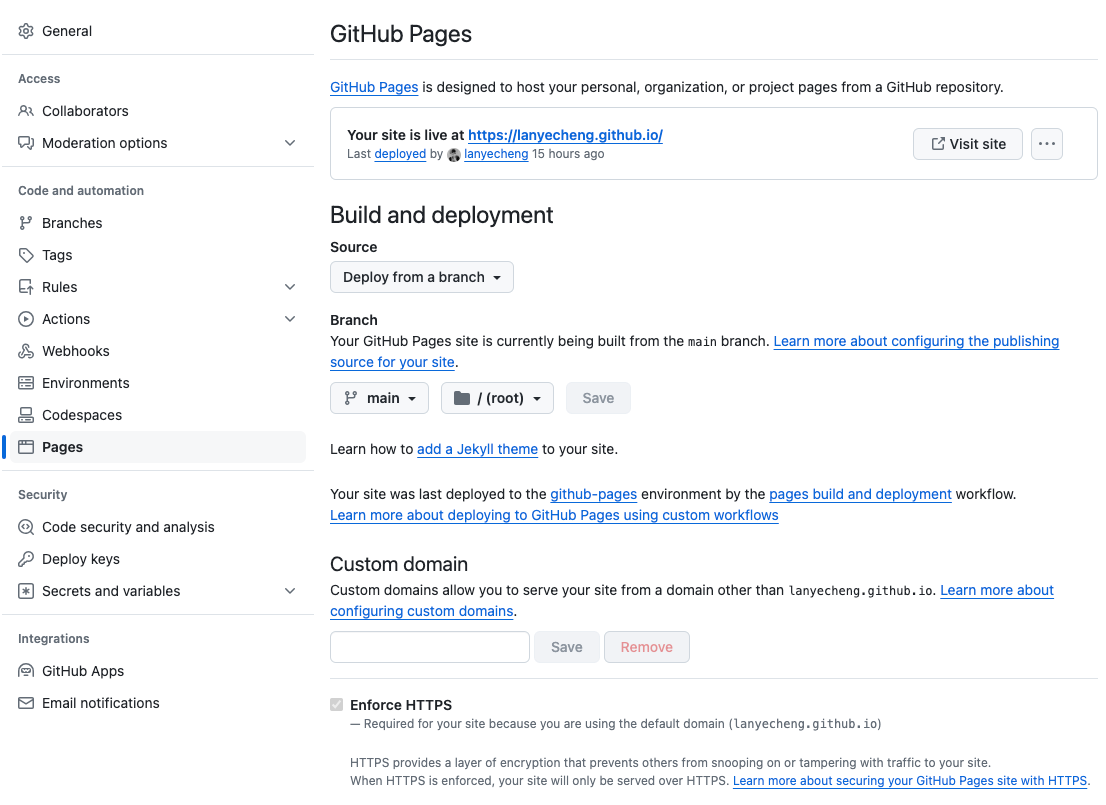 General
Access
Collaborators
Moderation options
Code and automation
Branches
Tags
Rules
Actions
Webhooks
Environments
Codespaces
Pages
Security
Code security and analysis
Deploy keys
Secrets and variables
Integrations
GitHub Apps
Email notifications
GitHub Pages
GitHub Pages is designed to host your personal, organization, or project pages from a GitHub repository.
Your site is live at https://lanyecheng.github.io/
Last deployed by lanyecheng 15 hours ago
Visit site
Build and deployment
Source
Deploy from a branch
Branch
Your GitHub Pages site is currently being built from the main branch. Learn more about configuring the publishing
source for your site.
main / (root) Save
Learn how to add a Jekyll theme to your site.
Your site was last deployed to the github-pages environment by the pages build and deployment workflow.
Learn more about deploying to GitHub Pages using custom workflows
Custom domain
Custom domains allow you to serve your site from a domain other than lanyecheng.github.io. Learn more about
configuring custom domains.
Save Remove
Enforce HTTPS
— Required for your site because you are using the default domain (lanyecheng.github.io)
HTTPS provides a layer of encryption that prevents others from snooping on or tampering with traffic to your site.
When HTTPS is enforced, your site will only be served over HTTPS. Learn more about securing your GitHub Pages site with HTTPS.